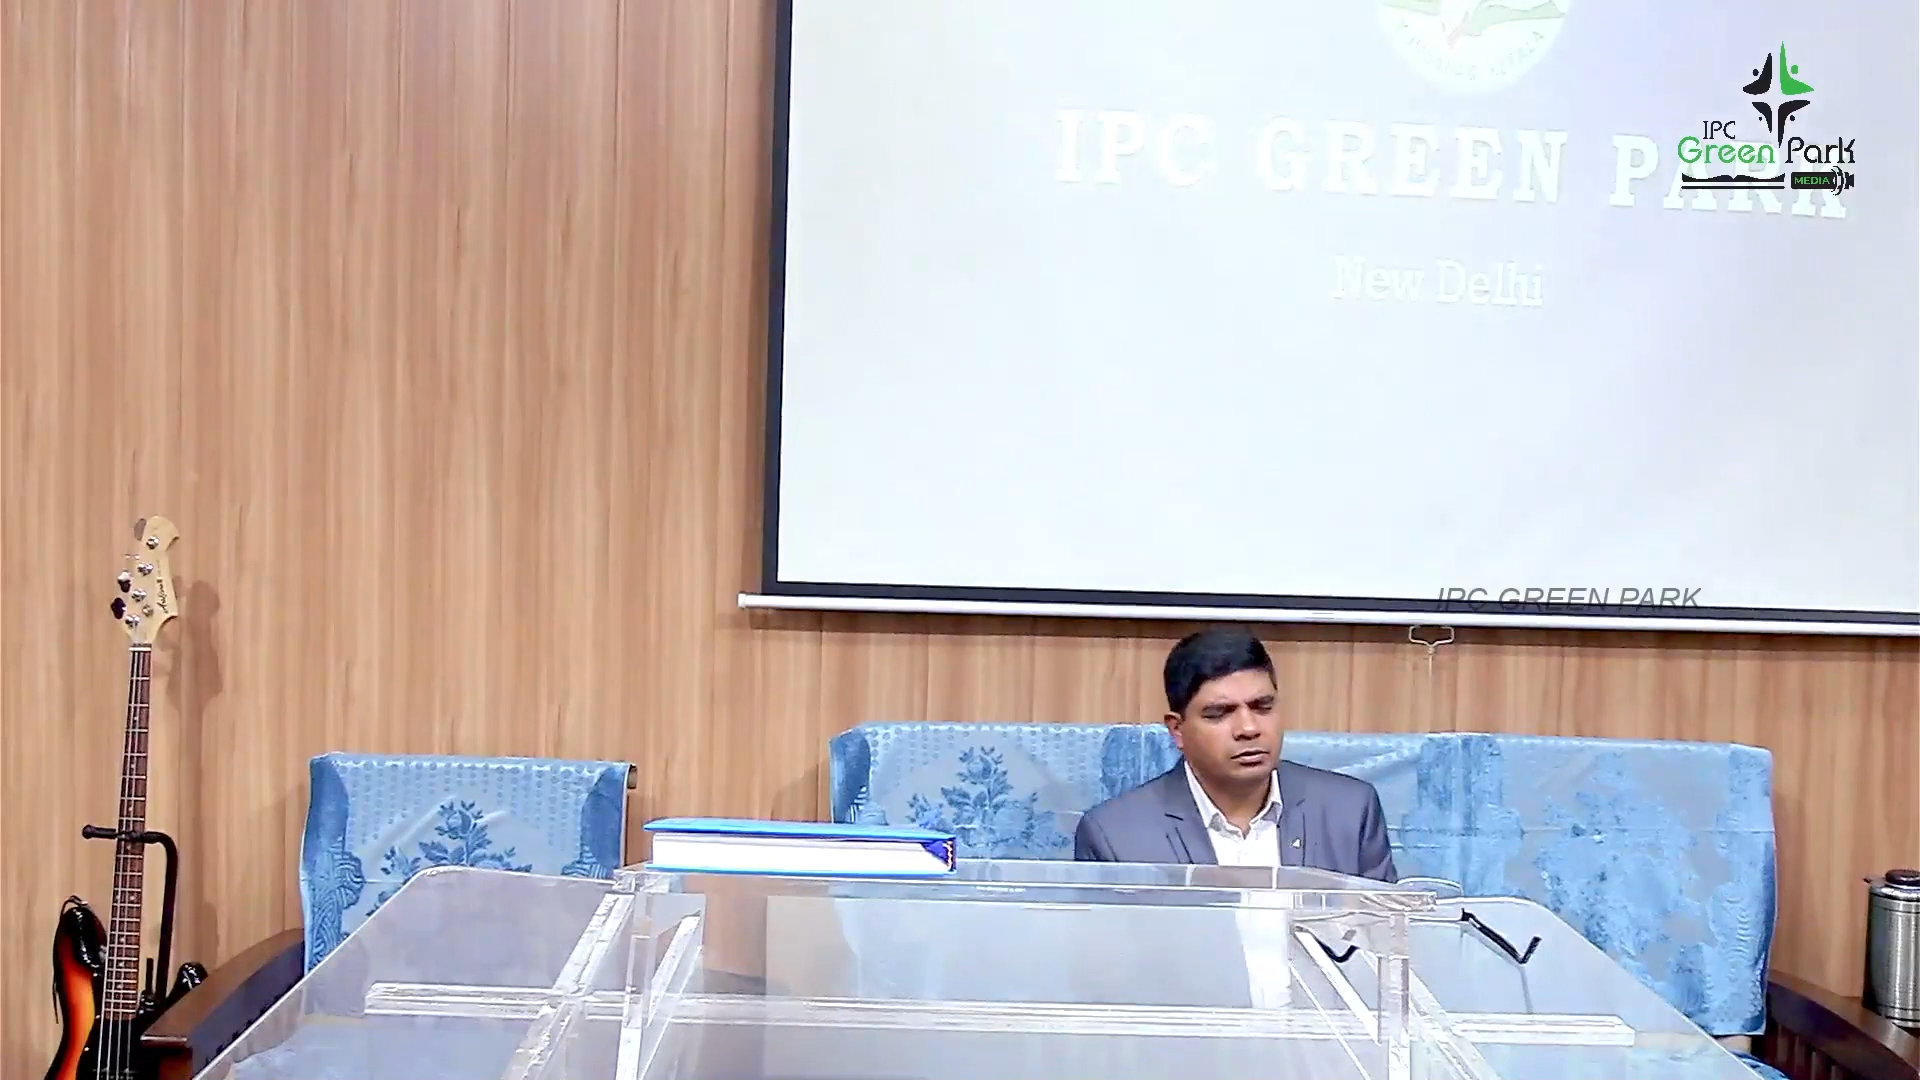 IPC GREEN PARK
New Delhi
IPC
Green Park
MEDIA
IPC GREEN PARK